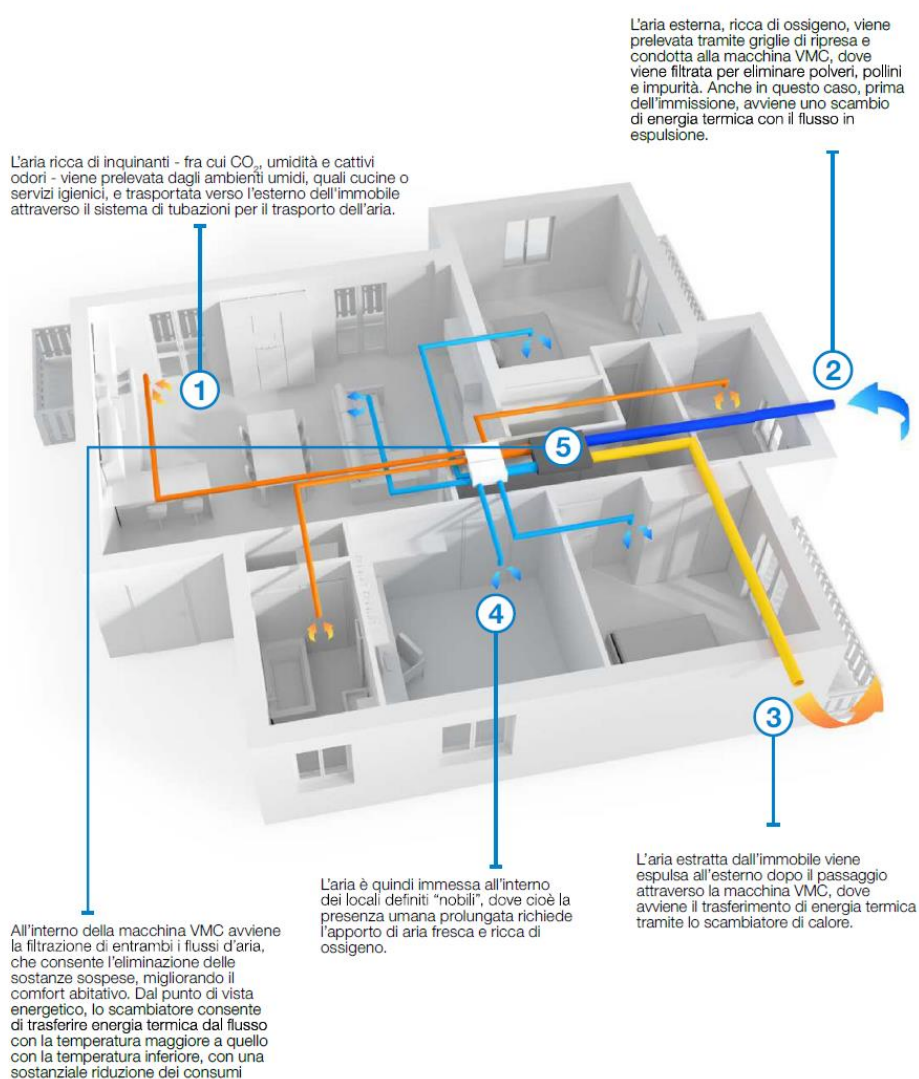 L'aria esterna, ricca di ossigeno, viene
prelevata tramite griglie di ripresa e
condotta alla macchina VMC, dove
viene filtrata per eliminare polveri, pollini
e impurità. Anche in questo caso, prima
dell'immissione, avviene uno scambio
di energia termica con il flusso in
espulsione.
L'aria ricca di inquinanti - fra cui CO₂, umidità e cattivi
odori - viene prelevata dagli ambienti umidi, quali cucine o
servizi igienici, e trasportata verso l'esterno dell'immobile
attraverso il sistema di tubazioni per il trasporto dell'aria.
1
2
5
4
3
L'aria estratta dall'immobile viene
espulsa all'esterno dopo il passaggio
attraverso la macchina VMC, dove
avviene il trasferimento di energia termica
tramite lo scambiatore di calore.
L'aria è quindi immessa all'interno
dei locali definiti “nobili”, dove cioè la
presenza umana prolungata richiede
l'apporto di aria fresca e ricca di
ossigeno.
All'interno della macchina VMC avviene
la filtrazione di entrambi i flussi d'aria,
che consente l'eliminazione delle
sostanze sospese, migliorando il
comfort abitativo. Dal punto di vista
energetico, lo scambiatore consente
di trasferire energia termica dal flusso
con la temperatura maggiore a quello
con la temperatura inferiore, con una
sostanziale riduzione dei consumi